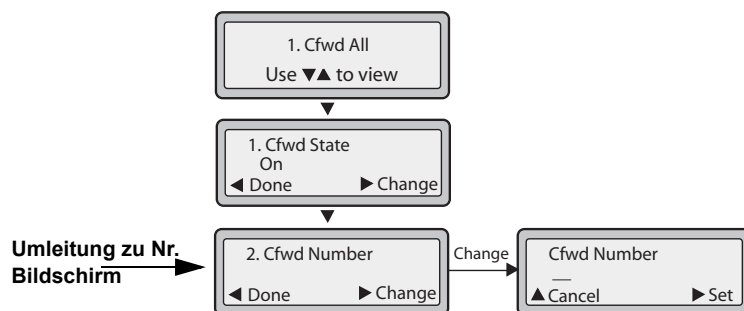 1. Cfwd All
Use ▼▲ to view
▼
1. Cfwd State
On
◀ Done ▶ Change
▼
Umleitung zu Nr.
Bildschirm
2. Cfwd Number
◀ Done ▶ Change
Change
Cfwd Number
__
▲ Cancel ▶ Set